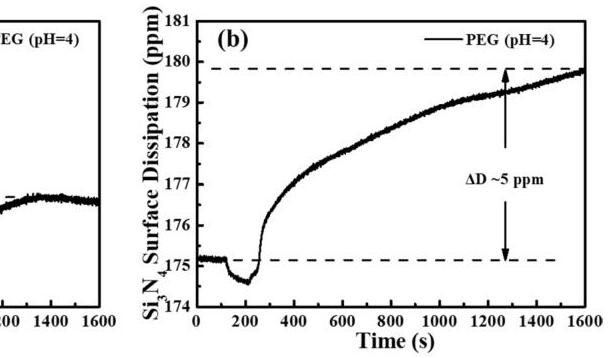 EG (pH=4)
00 1400 1600
(b)
PEG (pH=4)
Si3N4 Surface Dissipation (ppm)
181
180
179
178
177
176
175
174
ΔD ~5 ppm
0 200 400 600 800 1000 1200 1400 1600
Time (s)